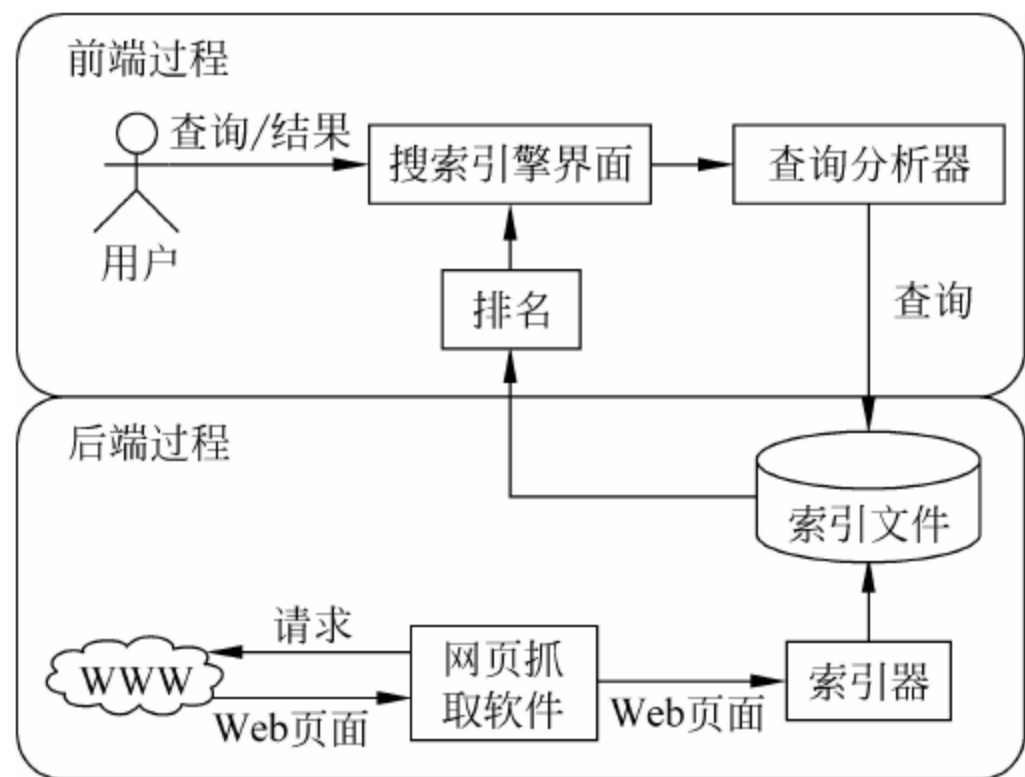 前端过程
查询/结果
搜索引擎界面
查询分析器
用户
排名
查询
后端过程
索引文件
请求
WWW
网页抓
取软件
索引器
Web页面
Web页面